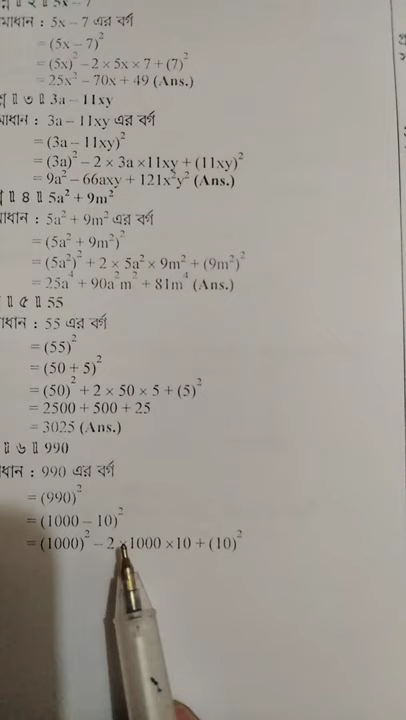 ২ 5x – 7
সমাধান : 5x – 7 এর বর্গ
= (5x – 7)²
= (5x)² – 2 × 5x × 7 + (7)²
= 25x² – 70x + 49 (Ans.)
৩ 3a – 11xy
মাধান : 3a – 11xy এর বর্গ
= (3a – 11xy)²
= (3a)² – 2 × 3a ×11xy + (11xy)²
= 9a² – 66axy + 121x²y² (Ans.)
৪ 5a² + 9m²
াধান : 5a² + 9m² এর বর্গ
= (5a² + 9m²)²
= (5a²)² + 2 × 5a² × 9m² + (9m²)²
= 25a⁴ + 90a²m² + 81m⁴ (Ans.)
৫ 55
াধান : 55 এর বর্গ
= (55)²
= (50 + 5)²
= (50)² + 2 × 50 × 5 + (5)²
= 2500 + 500 + 25
= 3025 (Ans.)
৬ 990
াধান : 990 এর বর্গ
= (990)²
= (1000 – 10)²
= (1000)² – 2 ×1000 ×10 + (10)²